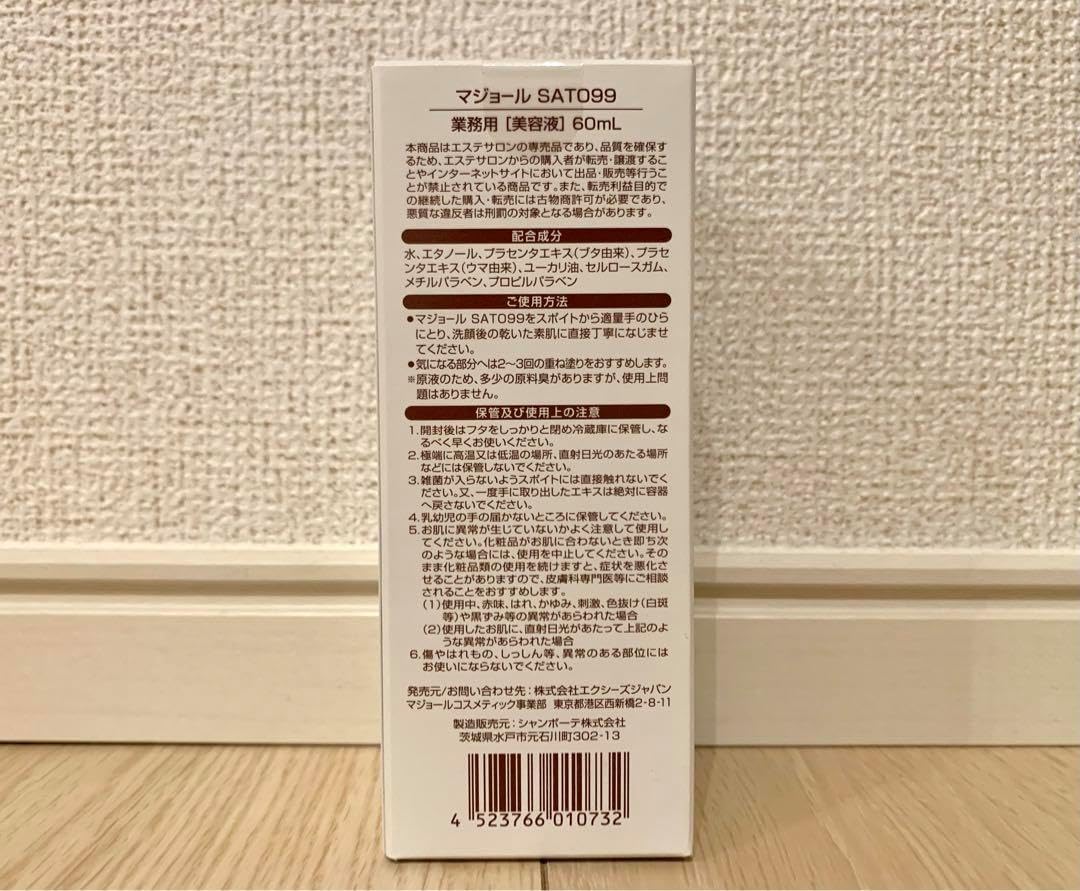 マジョール SATO99
業務用 [美容液] 60mL
本商品はエステサロンの専売品であり、品質を確保す
るため、エステサロンからの購入者が転売・譲渡するこ
とやインターネットサイトにおいて出品・販売等行うこ
とが禁止されている商品です。また、転売利益目的で
の継続した購入・転売には古物商許可が必要であり、
悪質な違反者は刑罰の対象となる場合があります。
配合成分
水、エタノール、プラセンタエキス(ブタ由来)、プラセ
ンタエキス(ウマ由来)、ユーカリ油、セルロースガム、
メチルパラベン、プロピルパラベン
ご使用方法
●マジョール SATO99をスポイトから適量手のひら
にとり、洗顔後の乾いた素肌に直接丁寧になじませ
てください。
●気になる部分へは2〜3回の重ね塗りをおすすめします。
※原液のため、多少の原料臭がありますが、使用上問
題はありません。
保管及び使用上の注意
1.開封後はフタをしっかりと閉め冷蔵庫に保管し、な
るべく早くお使いください。
2.極端に高温又は低温の場所、直射日光のあたる場所
などには保管しないでください。
3.雑菌が入らないようスポイトには直接触れないでく
ださい。又、一度手に取り出したエキスは絶対に容器
へ戻さないでください。
4.乳幼児の手の届かないところに保管してください。
5.お肌に異常が生じていないかよく注意して使用し
てください。化粧品がお肌に合わないとき即ち次
のような場合には、使用を中止してください。その
まま化粧品類の使用を続けますと、症状を悪化さ
せることがありますので、皮膚科専門医等にご相談
されることをおすすめします。
(1)使用中、赤味、はれ、かゆみ、刺激、色抜け(白斑
等)や黒ずみ等の異常があらわれた場合
(2)使用したお肌に、直射日光があたって上記のよ
うな異常があらわれた場合
6.傷やはれもの、しっしん等、異常のある部位には
お使いにならないでください。
発売元/お問い合わせ先:株式会社エクシーズジャパン
マジョールコスメティック事業部 東京都港区西新橋2-8-11
製造販売元:シャンボーテ株式会社
茨城県水戸市元石川町302-13
4 523766 010732